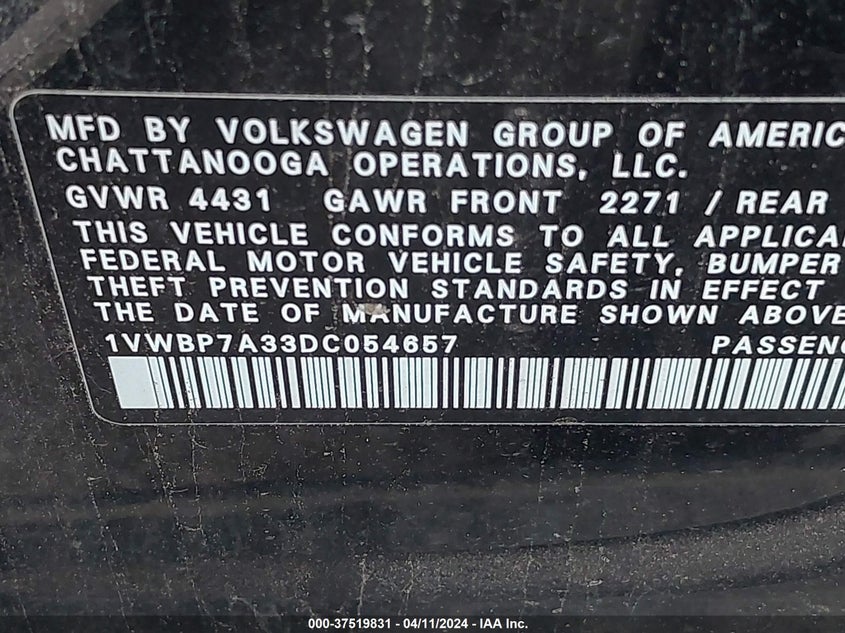 MFD BY VOLKSWAGEN GROUP OF AMERIC
CHATTANOOGA OPERATIONS, LLC.
GVWR 4431 GAWR FRONT 2271 / REAR
THIS VEHICLE CONFORMS TO ALL APPLICA
FEDERAL MOTOR VEHICLE SAFETY, BUMPER
THEFT PREVENTION STANDARDS IN EFFECT
THE DATE OF MANUFACTURE SHOWN ABOVE
1VWBP7A33DC054657 PASSENG
000-37519831 - 04/11/2024 - IAA Inc.